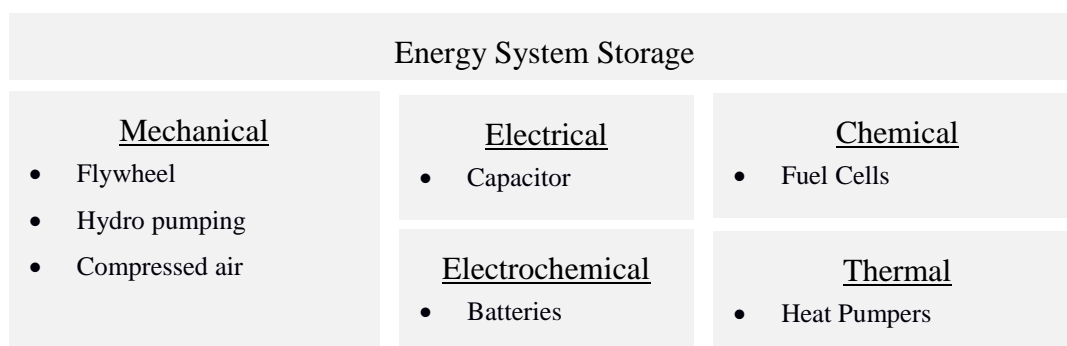 Energy System Storage
Mechanical
• Flywheel
• Hydro pumping
• Compressed air
Electrical
• Capacitor
Electrochemical
• Batteries
Chemical
• Fuel Cells
Thermal
• Heat Pumpers